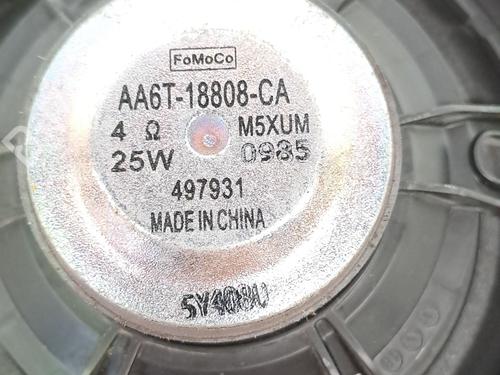 FoMoCo
AA6T-18808-CA
4 Ω M5XUM
25W 0985
497931
MADE IN CHINA
5Y408U